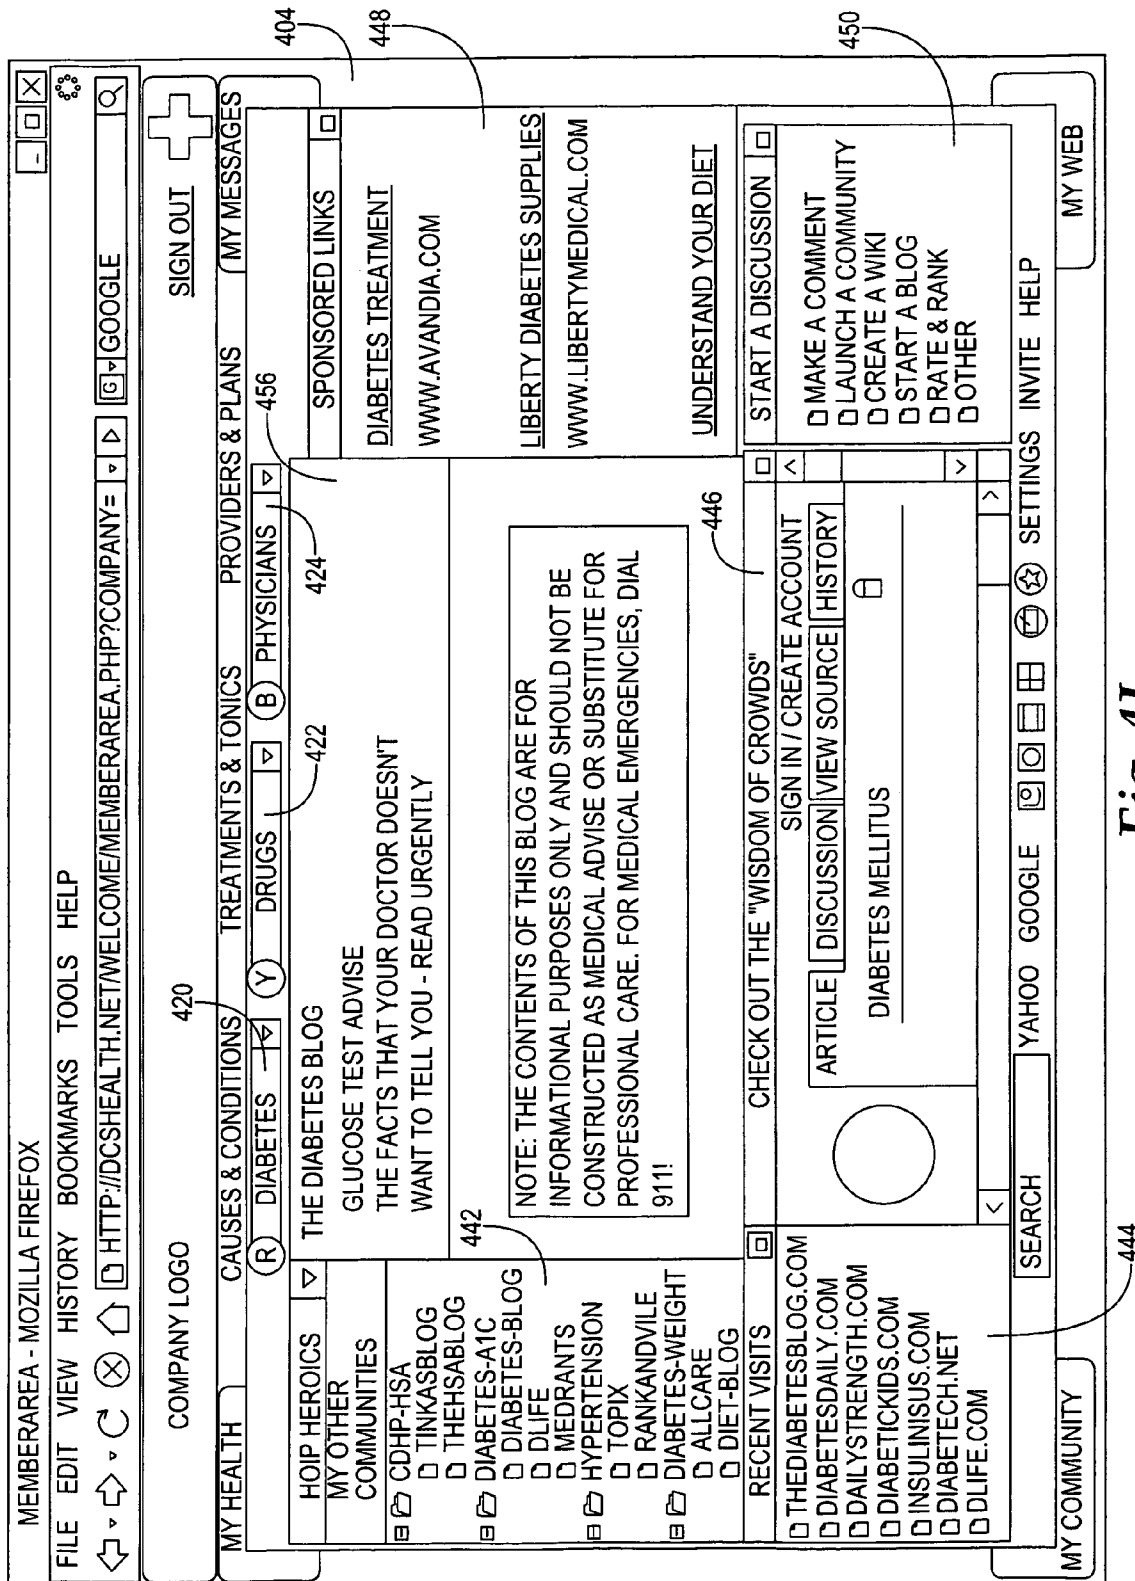 MEMBERAREA - MOZILLA FIREFOX
FILE EDIT VIEW HISTORY BOOKMARKS TOOLS HELP
HTTP://DCSHEALTH.NET/WELCOME/MEMBERAREA.PHP?COMPANY=
G GOOGLE
COMPANY LOGO
SIGN OUT
MY HEALTH
CAUSES & CONDITIONS
TREATMENTS & TONICS
PROVIDERS & PLANS
MY MESSAGES
404
R DIABETES
420
Y DRUGS
422
B PHYSICIANS
424
456
HOIP HEROICS
MY OTHER
COMMUNITIES
CDHP-HSA
TINKASBLOG
THEHSABLOG
DIABETES-A1C
DIABETES-BLOG
DLIFE
MEDRANTS
HYPERTENSION
TOPIX
RANKANDVILE
DIABETES-WEIGHT
ALLCARE
DIET-BLOG
442
THE DIABETES BLOG
GLUCOSE TEST ADVISE
THE FACTS THAT YOUR DOCTOR DOESN'T
WANT TO TELL YOU - READ URGENTLY
NOTE: THE CONTENTS OF THIS BLOG ARE FOR
INFORMATIONAL PURPOSES ONLY AND SHOULD NOT BE
CONSTRUCTED AS MEDICAL ADVISE OR SUBSTITUTE FOR
PROFESSIONAL CARE. FOR MEDICAL EMERGENCIES, DIAL
911!
SPONSORED LINKS
DIABETES TREATMENT
WWW.AVANDIA.COM
LIBERTY DIABETES SUPPLIES
WWW.LIBERTYMEDICAL.COM
UNDERSTAND YOUR DIET
448
RECENT VISITS
THEDIABETESBLOG.COM
DIABETESDAILY.COM
DAILYSTRENGTH.COM
DIABETICKIDS.COM
INSULINISUS.COM
DIABETECH.NET
DLIFE.COM
444
CHECK OUT THE "WISDOM OF CROWDS"
446
SIGN IN / CREATE ACCOUNT
ARTICLE DISCUSSION VIEW SOURCE HISTORY
DIABETES MELLITUS
START A DISCUSSION
MAKE A COMMENT
LAUNCH A COMMUNITY
CREATE A WIKI
START A BLOG
RATE & RANK
OTHER
450
MY COMMUNITY
SEARCH
YAHOO GOOGLE
SETTINGS INVITE HELP
MY WEB